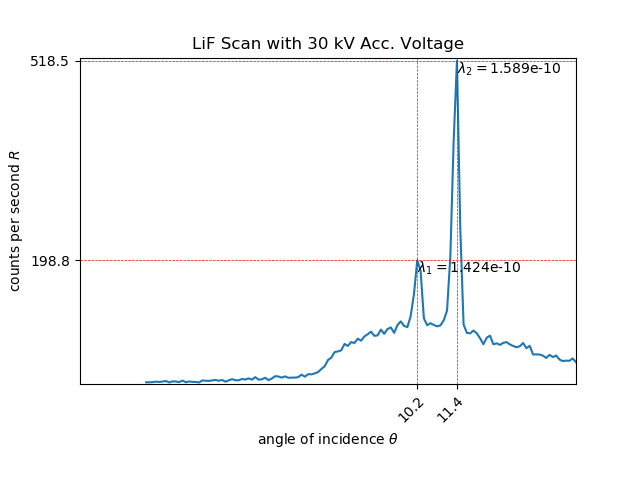 LiF Scan with 30 kV Acc. Voltage
518.5
λ₂ = 1.589e-10
counts per second R
198.8
λ₁ = 1.424e-10
10.2
11.4
angle of incidence θ